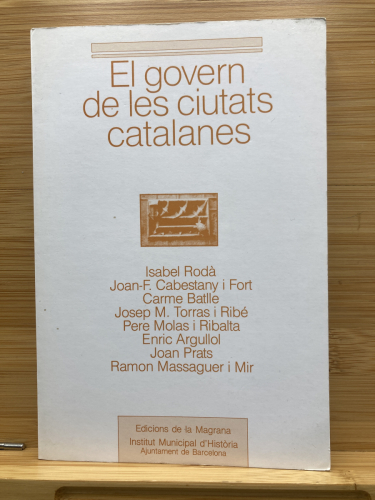 El govern
de les ciutats
catalanes
Isabel Rodà
Joan-F. Cabestany i Fort
Carme Batlle
Josep M. Torras i Ribé
Pere Molas i Ribalta
Enric Argullol
Joan Prats
Ramon Massaguer i Mir
Edicions de la Magrana
Institut Municipal d'Història
Ajuntament de Barcelona